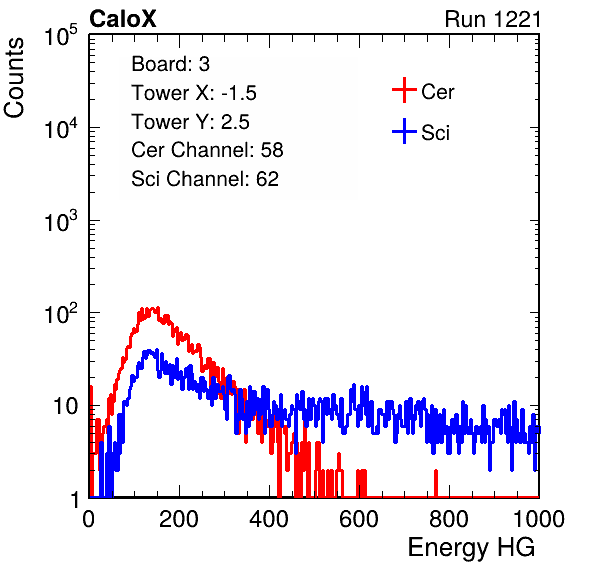 CaloX Run 1221
Counts
Board: 3
Tower X: -1.5
Tower Y: 2.5
Cer Channel: 58
Sci Channel: 62
Cer
Sci
10^5
10^4
10^3
10^2
10
1
0 200 400 600 800 1000
Energy HG